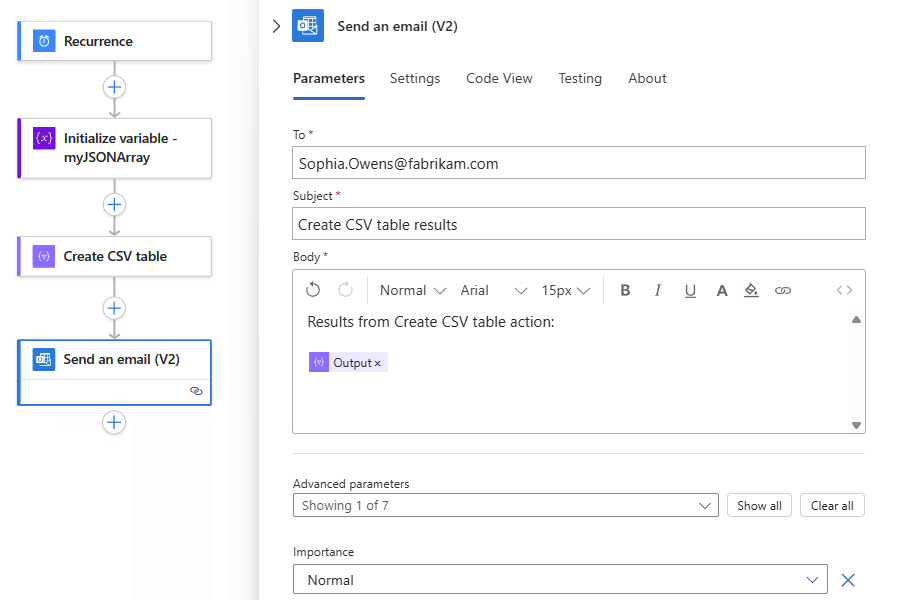 Recurrence
Initialize variable -
myJSONArray
Create CSV table
Send an email (V2)
Send an email (V2)
Parameters Settings Code View Testing About
To *
Sophia.Owens@fabrikam.com
Subject *
Create CSV table results
Body *
Normal Arial 15px B I U A
Results from Create CSV table action:
Output ×
Advanced parameters
Showing 1 of 7 Show all Clear all
Importance
Normal